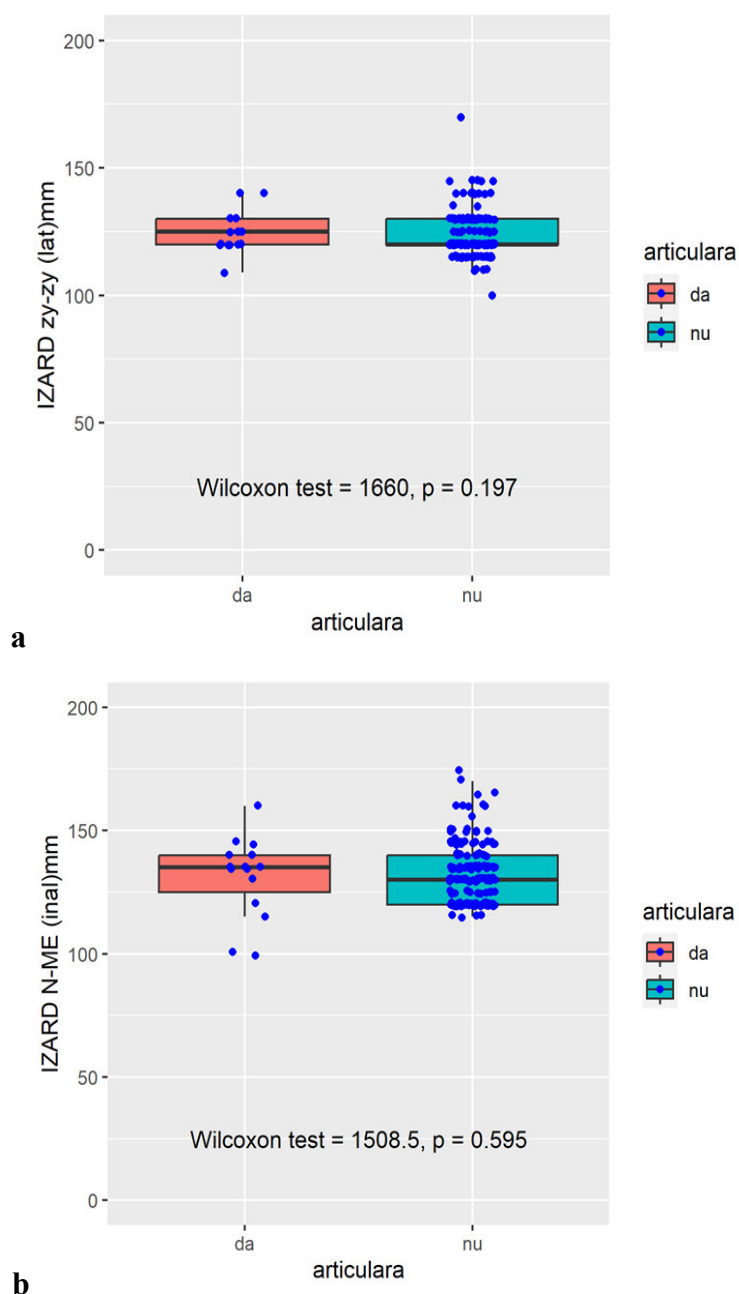 200
150
100
50
0
IZARD zy-zy (lat)mm
Wilcoxon test = 1660, p = 0.197
da
nu
articulara
articulara
da
nu
a
200
150
100
50
0
IZARD N-ME (inal)mm
Wilcoxon test = 1508.5, p = 0.595
da
nu
articulara
articulara
da
nu
b